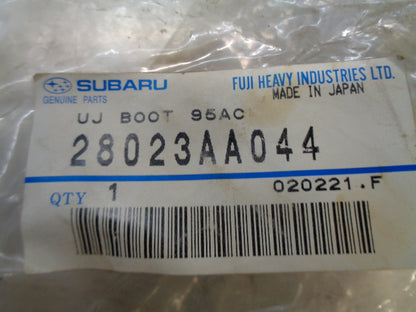 SUBARU
GENUINE PARTS
FUJI HEAVY INDUSTRIES LTD.
MADE IN JAPAN
UJ BOOT 95AC
28023AA044
QTY 1
020221.F